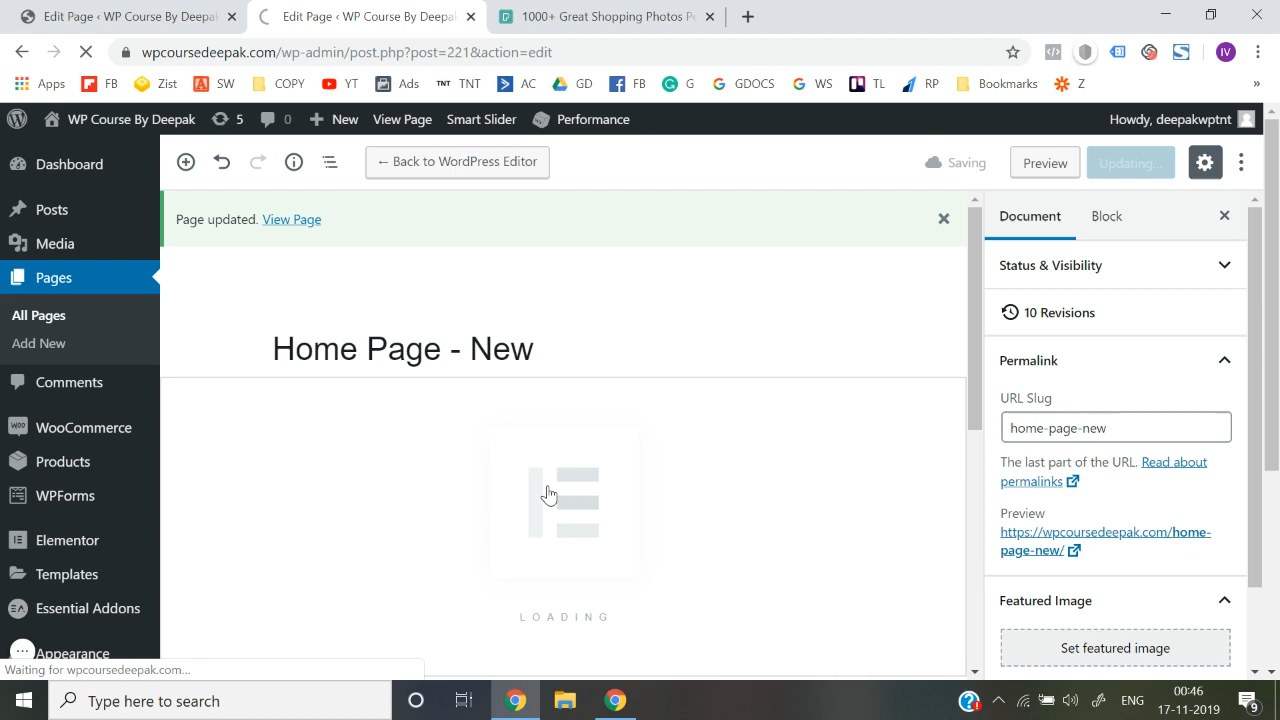 Edit Page < WP Course By Deepak
Edit Page < WP Course By Deepak
1000+ Great Shopping Photos Pe
wpcoursedeepak.com/wp-admin/post.php?post=221&action=edit
IV
Apps FB Zist SW COPY YT Ads TNT TNT AC GD FB G GDOCS WS TL RP Bookmarks Z »
WP Course By Deepak 5 0 New View Page Smart Slider Performance Howdy, deepakwptnt
← Back to WordPress Editor
Saving Preview Updating...
Dashboard
Posts
Media
Pages
All Pages
Add New
Comments
WooCommerce
Products
WPForms
Elementor
Templates
Essential Addons
Appearance
Page updated. View Page
Home Page - New
LOADING
Document Block
Status & Visibility
10 Revisions
Permalink
URL Slug
home-page-new
The last part of the URL. Read about
permalinks
Preview
https://wpcoursedeepak.com/home-
page-new/
Featured Image
Set featured image
Waiting for wpcoursedeepak.com...
Type here to search
ENG
00:46
17-11-2019
9